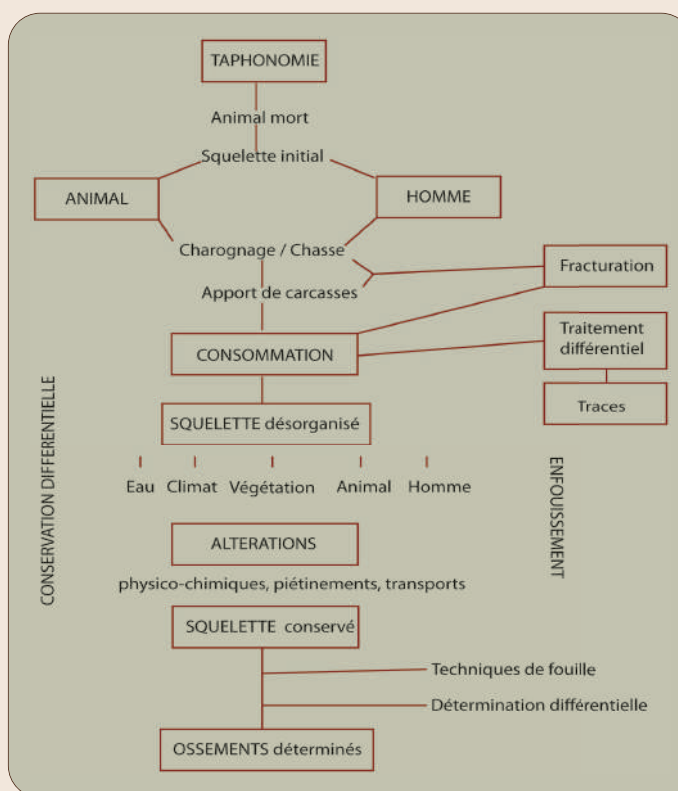 TAPHONOMIE
Animal mort
Squelette initial
ANIMAL
HOMME
Charognage / Chasse
Fracturation
Apport de carcasses
Traitement
différentiel
CONSOMMATION
Traces
SQUELETTE désorganisé
CONSERVATION DIFFERENTIELLE
ENFOUISSEMENT
Eau Climat Végétation Animal Homme
ALTERATIONS
physico-chimiques, piétinements, transports
SQUELETTE conservé
Techniques de fouille
Détermination différentielle
OSSEMENTS déterminés